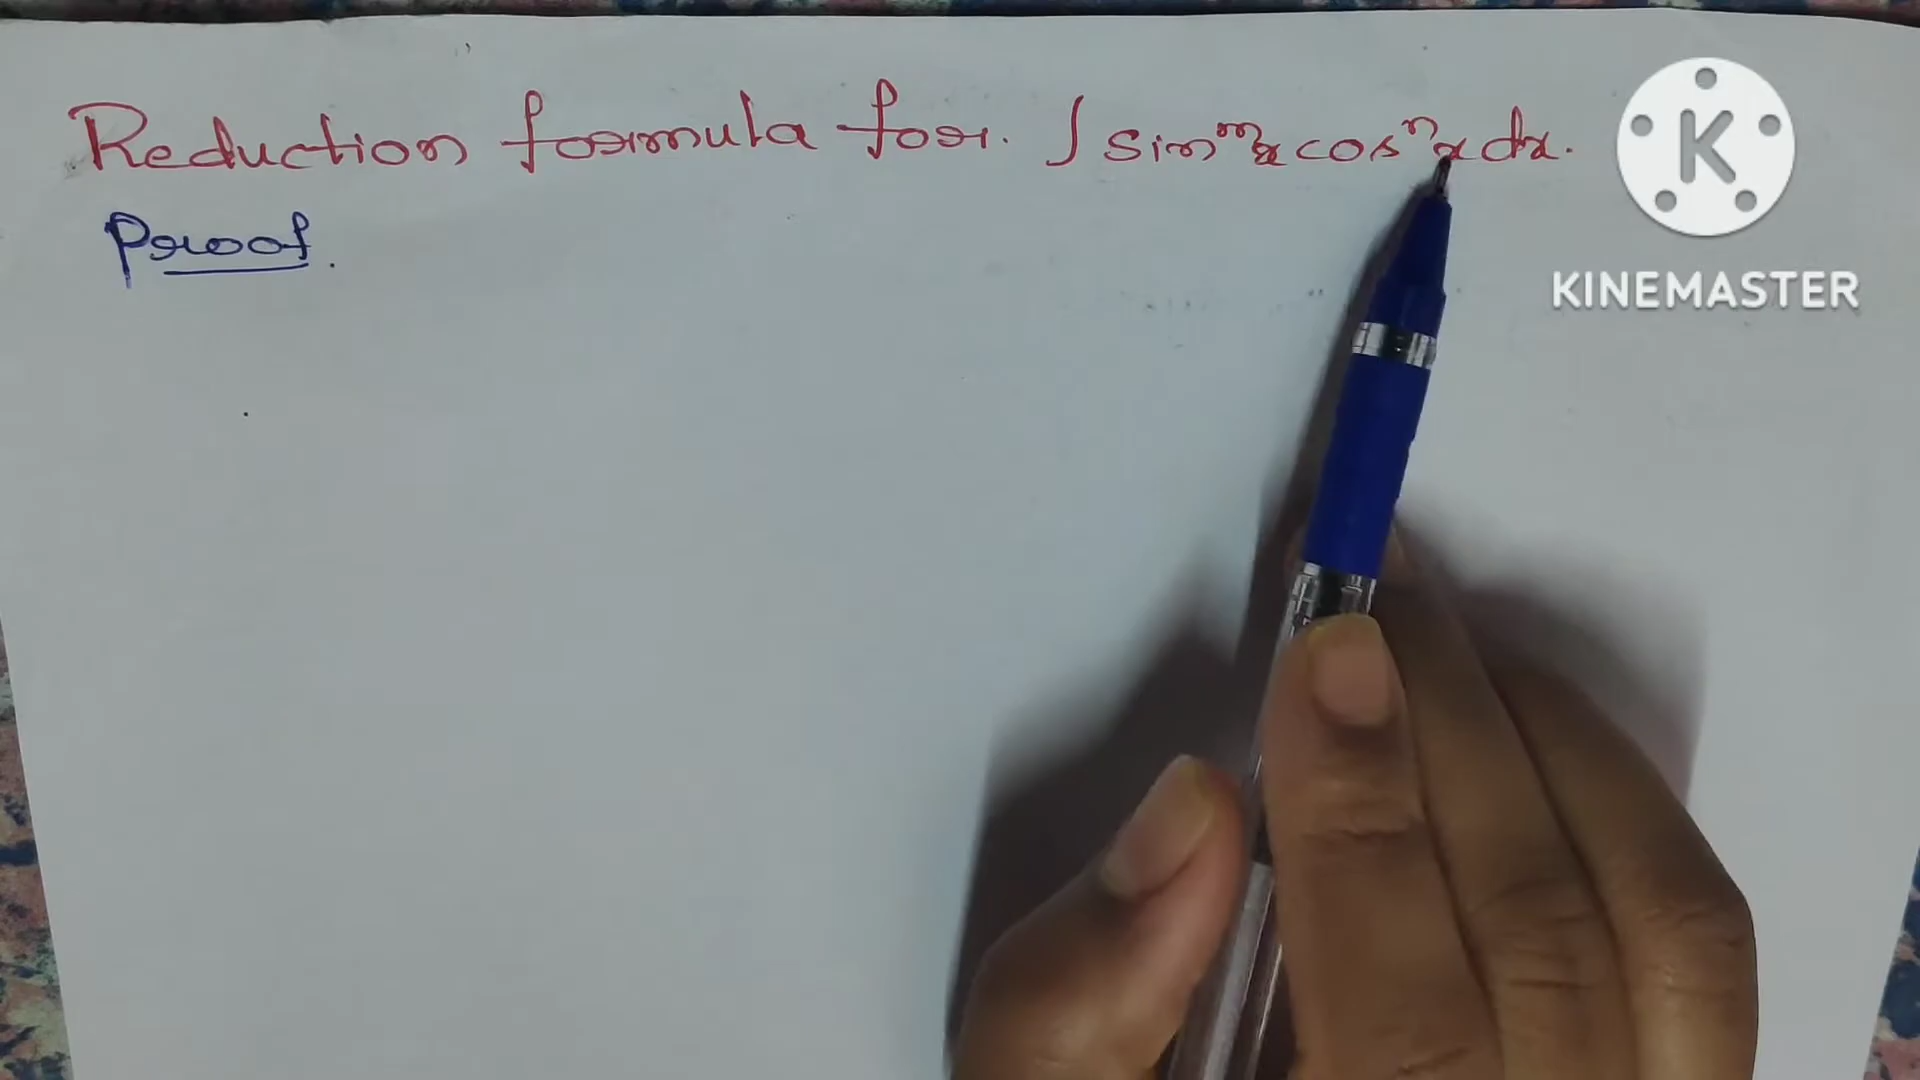 Reduction formula for. ∫ sinᵐx cosⁿx dx.
Proof.
K
KINEMASTER